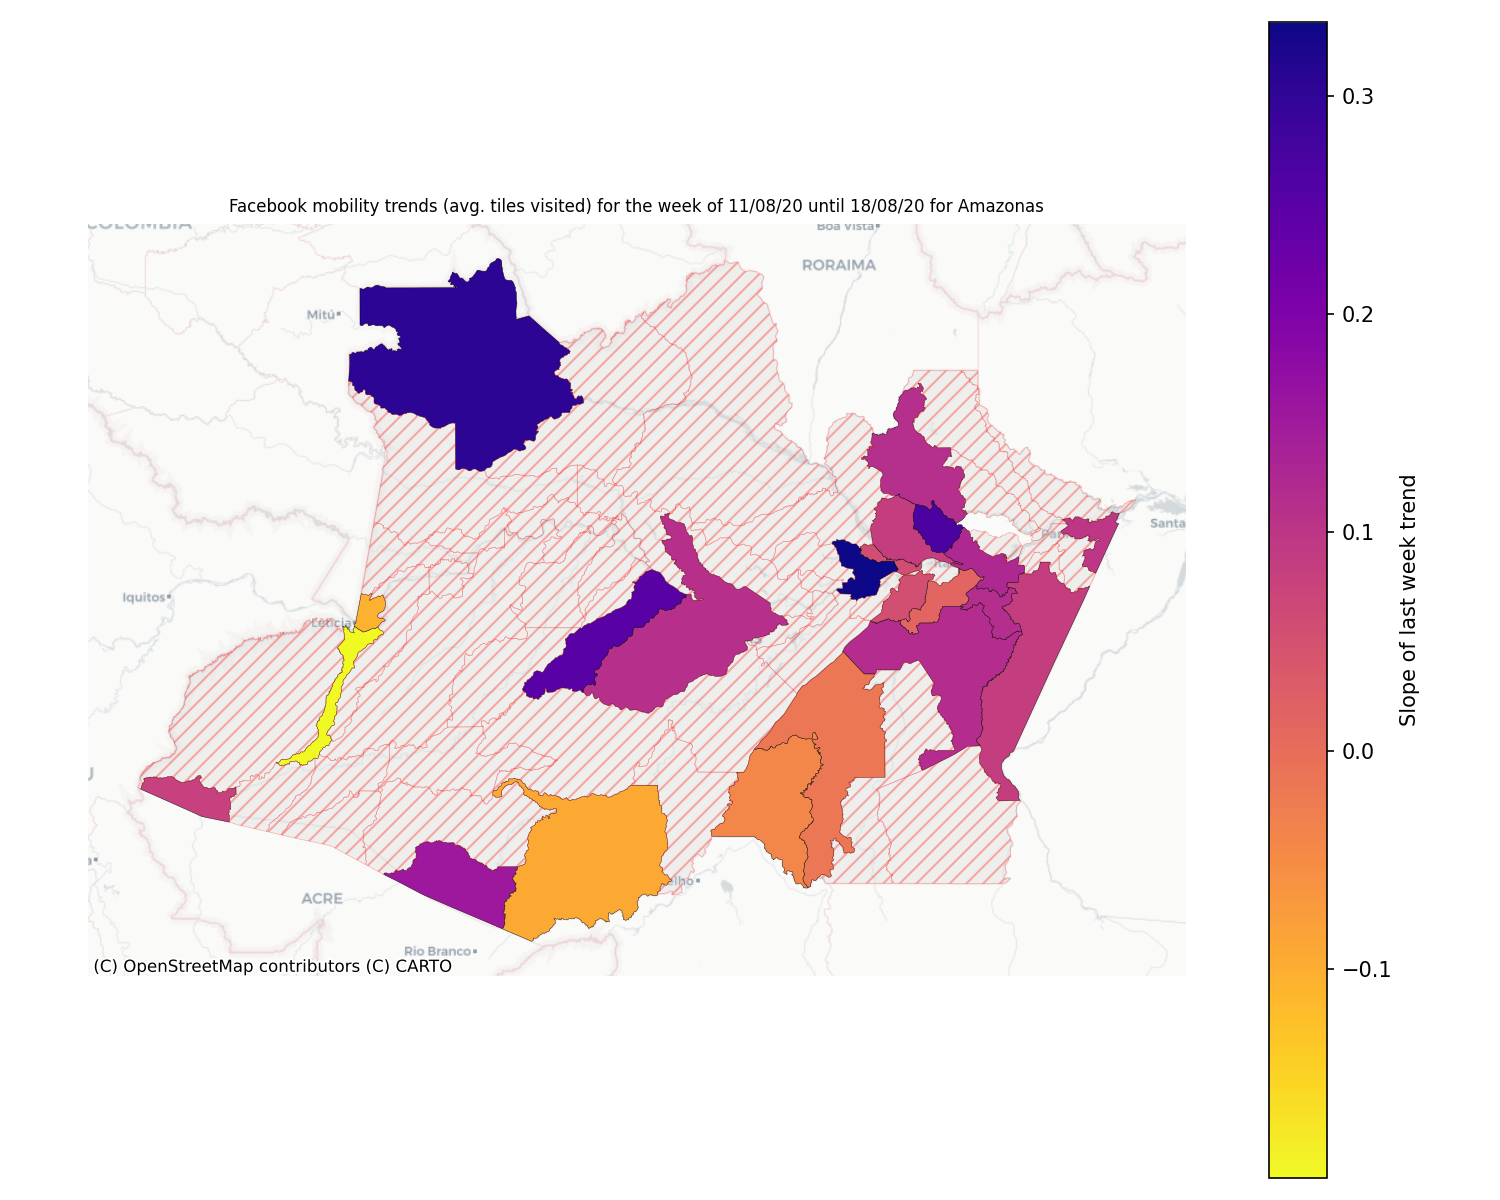 Facebook mobility trends (avg. tiles visited) for the week of 11/08/20 until 18/08/20 for Amazonas
COLOMBIA
Boa Vista
RORAIMA
Mitú
Santa
Iquitos
Leticia
ACRE
Rio Branco
(C) OpenStreetMap contributors (C) CARTO
0.3
0.2
0.1
0.0
−0.1
Slope of last week trend